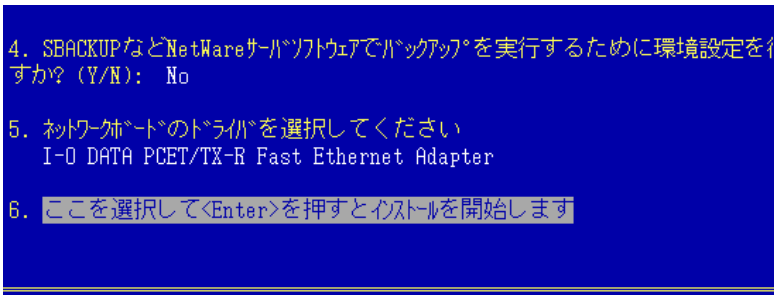 4. SBACKUPなどNetWareサーバソフトウェアでバックアップを実行するために環境設定を行
すか? (Y/N): No
5. ネットワークボードのドライバを選択してください
I-O DATA PCET/TX-R Fast Ethernet Adapter
6. ここを選択して<Enter>を押すとインストールを開始します